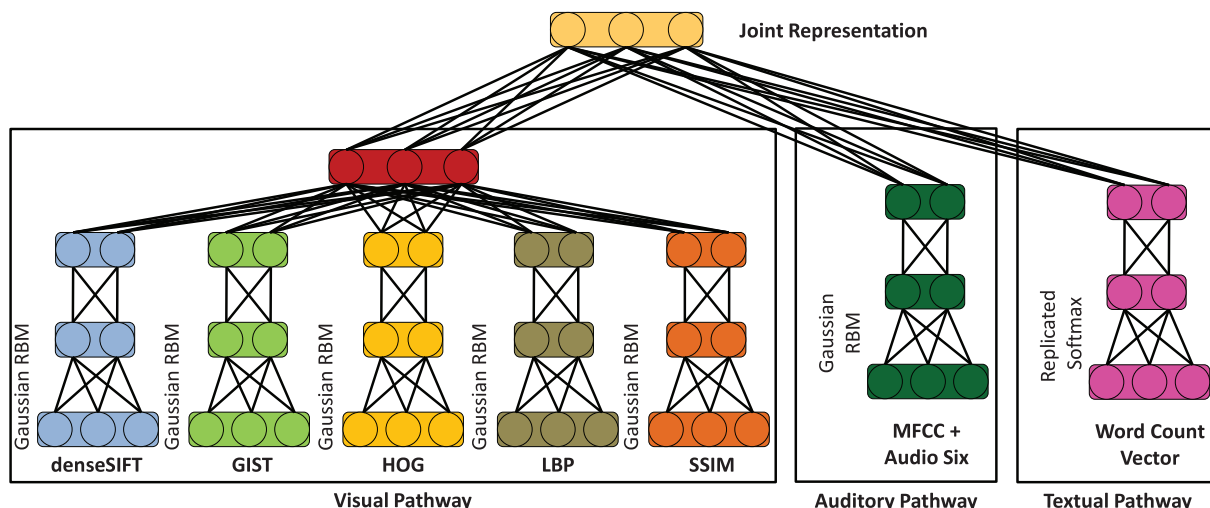 Joint Representation
Gaussian RBM
Gaussian RBM
Gaussian RBM
Gaussian RBM
Gaussian RBM
Gaussian
RBM
Replicated
Softmax
denseSIFT
GIST
HOG
LBP
SSIM
MFCC +
Audio Six
Word Count
Vector
Visual Pathway
Auditory Pathway
Textual Pathway